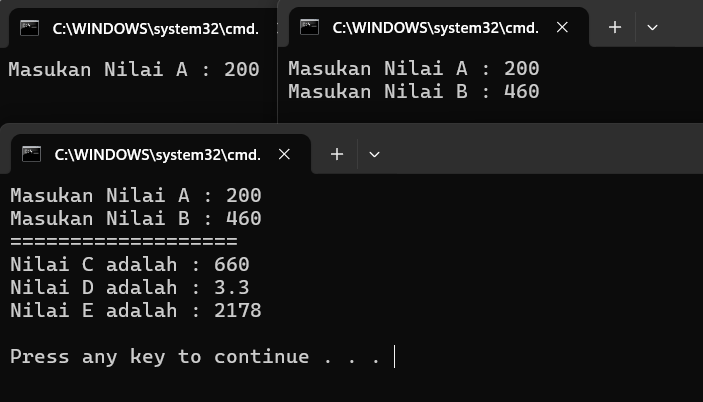 C:\WINDOWS\system32\cmd.
Masukan Nilai A : 200
C:\WINDOWS\system32\cmd.
Masukan Nilai A : 200
Masukan Nilai B : 460
C:\WINDOWS\system32\cmd.
Masukan Nilai A : 200
Masukan Nilai B : 460
===================
Nilai C adalah : 660
Nilai D adalah : 3.3
Nilai E adalah : 2178
Press any key to continue . . .